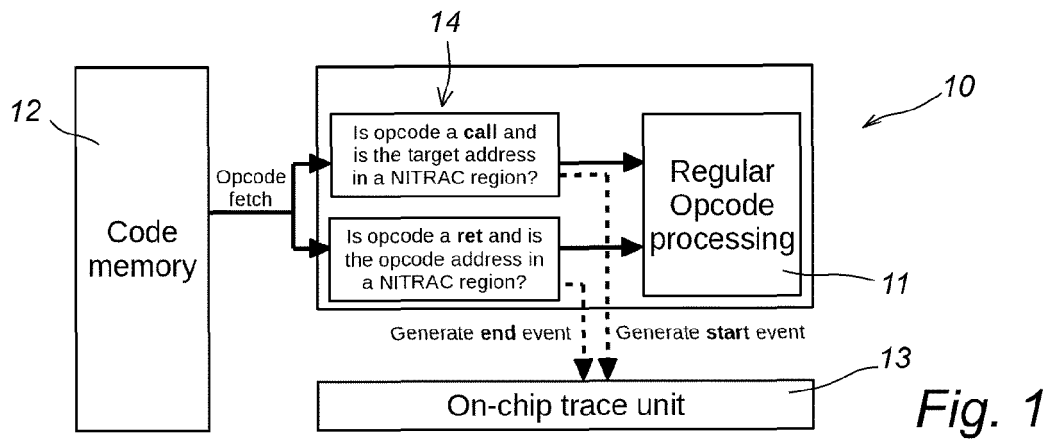 14
10
12
Is opcode a call and
is the target address
in a NITRAC region?
Opcode
fetch
Code
memory
Is opcode a ret and is
the opcode address in
a NITRAC region?
Regular
Opcode
processing
11
Generate end event
Generate start event
13
On-chip trace unit
Fig. 1